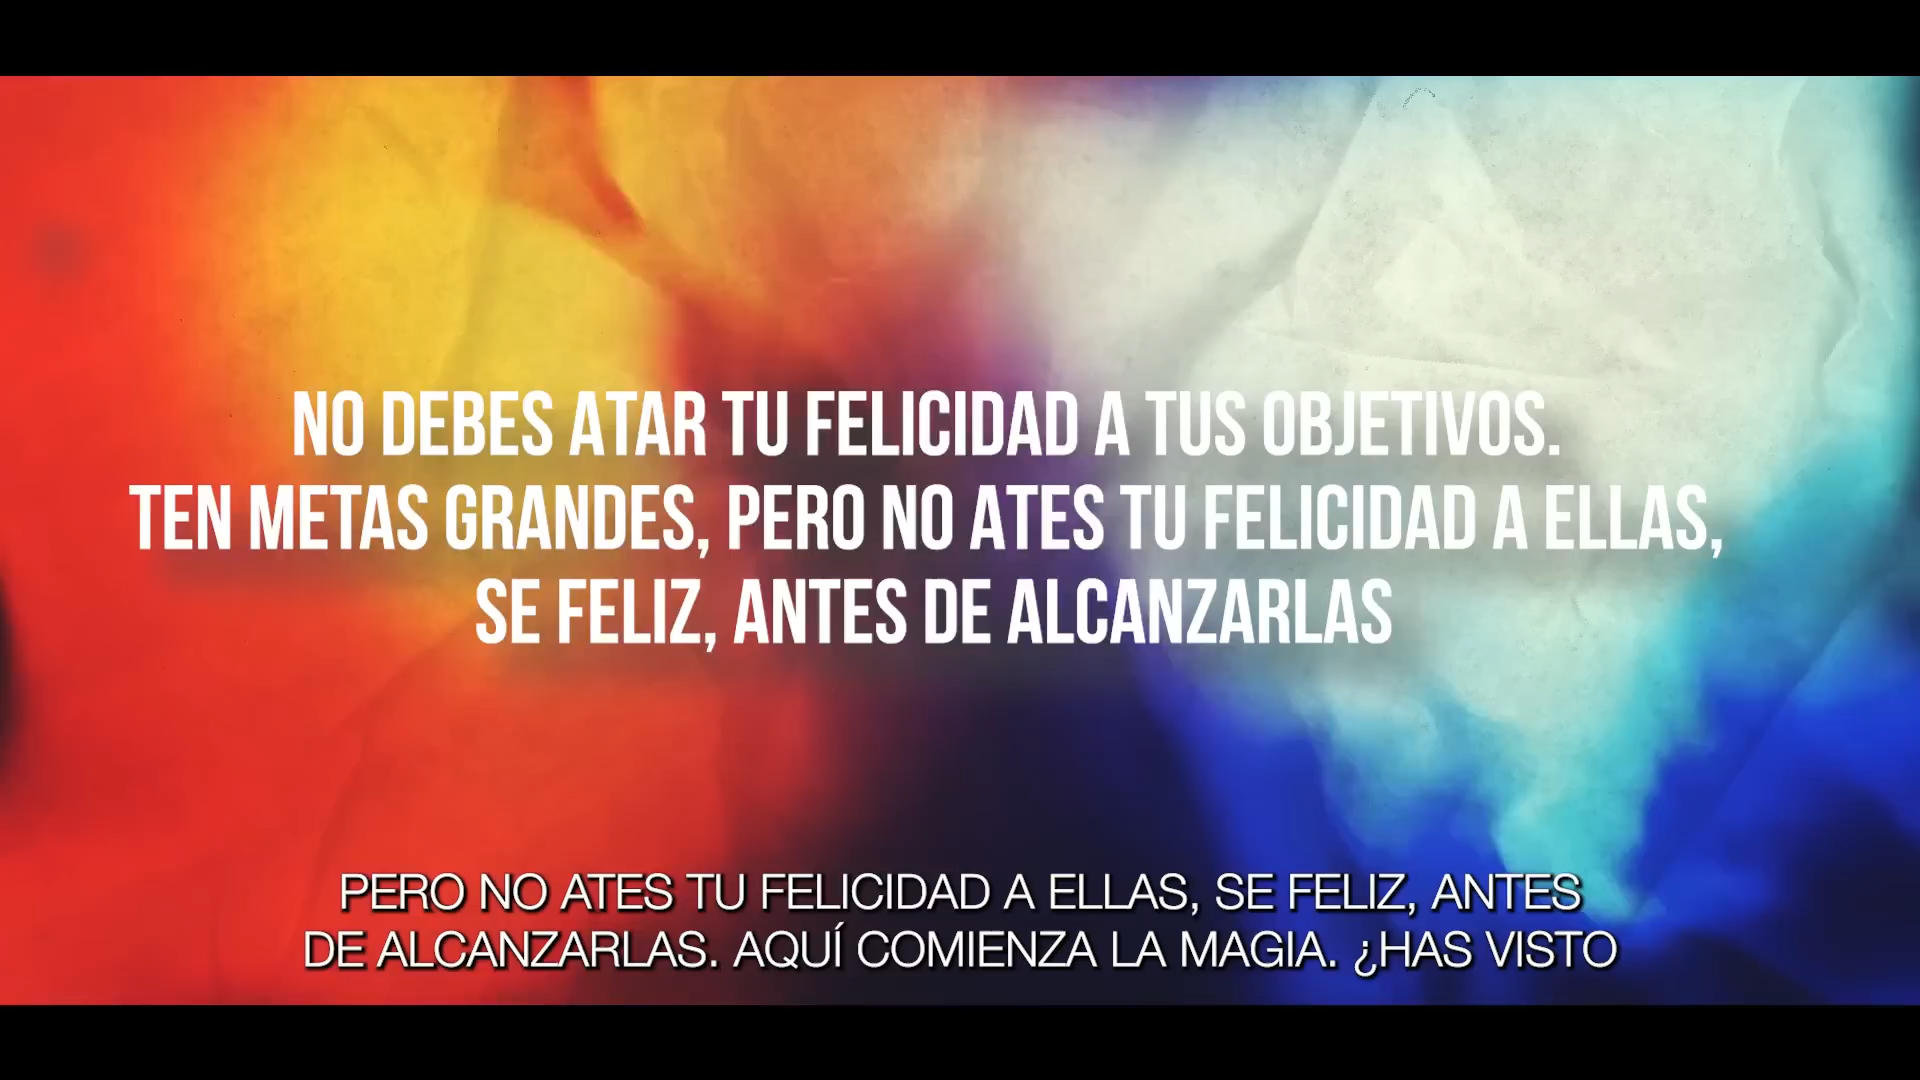 NO DEBES ATAR TU FELICIDAD A TUS OBJETIVOS.
TEN METAS GRANDES, PERO NO ATES TU FELICIDAD A ELLAS,
SE FELIZ, ANTES DE ALCANZARLAS
PERO NO ATES TU FELICIDAD A ELLAS, SE FELIZ, ANTES
DE ALCANZARLAS. AQUÍ COMIENZA LA MAGIA. ¿HAS VISTO